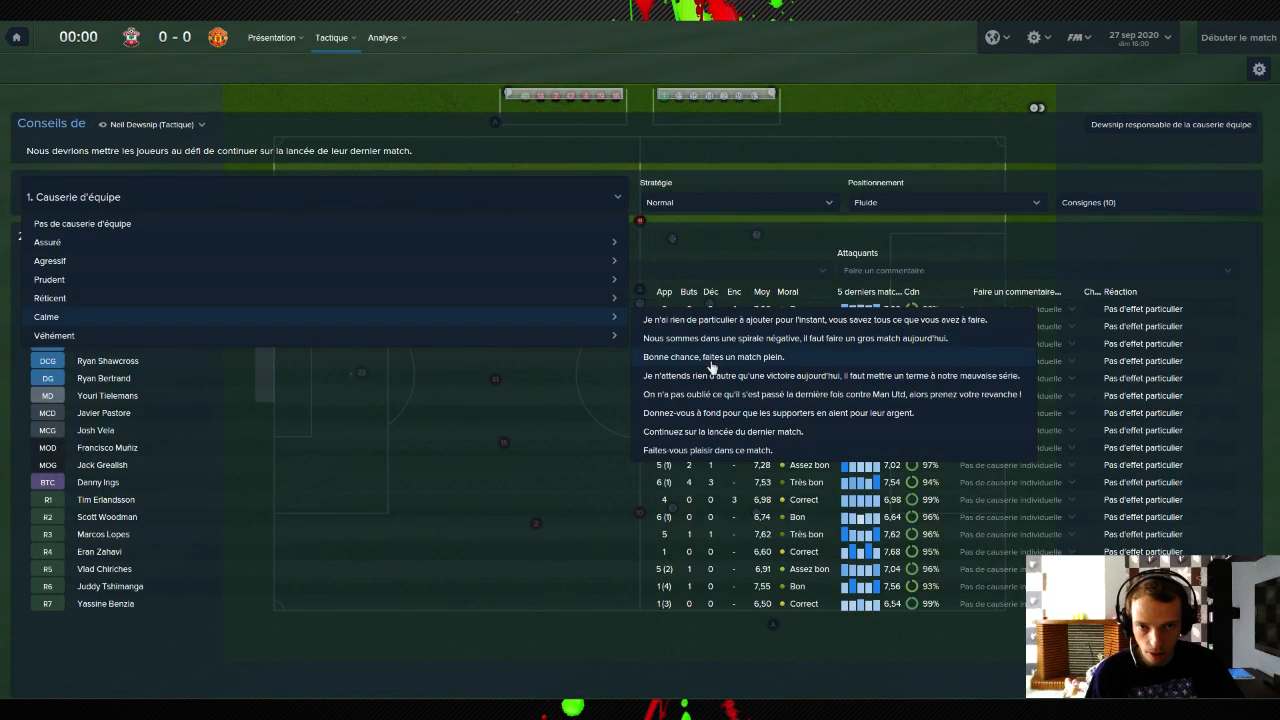 00:00 0 - 0 Présentation Tactique Analyse FM 27 sep 2020 Débuter le match
dim 16:00
Conseils de Neil Dewsnip (Tactique) Dewsnip responsable de la causerie équipe
Nous devrions mettre les joueurs au défi de continuer sur la lancée de leur dernier match.
1. Causerie d'équipe
Stratégie Positionnement
Normal Fluide Consignes (10)
Pas de causerie d'équipe
Assuré
Agressif
Prudent
Réticent
Calme
Véhément
Attaquants
Faire un commentaire
App Buts Déc Enc Moy Moral 5 derniers matc... Cdn Faire un commentaire... Ch... Réaction
Pas d'effet particulier
Je n'ai rien de particulier à ajouter pour l'instant, vous savez tous ce que vous avez à faire. Pas d'effet particulier
Nous sommes dans une spirale négative, il faut faire un gros match aujourd'hui. Pas d'effet particulier
Bonne chance, faites un match plein. Pas d'effet particulier
Je n'attends rien d'autre qu'une victoire aujourd'hui, il faut mettre un terme à notre mauvaise série. Pas d'effet particulier
On n'a pas oublié ce qu'il s'est passé la dernière fois contre Man Utd, alors prenez votre revanche ! Pas d'effet particulier
Donnez-vous à fond pour que les supporters en aient pour leur argent. Pas d'effet particulier
Continuez sur la lancée du dernier match. Pas d'effet particulier
Faites-vous plaisir dans ce match. Pas d'effet particulier
DCG Ryan Shawcross
DG Ryan Bertrand
MD Youri Tielemans
MCD Javier Pastore
MCG Josh Vela
MOD Francisco Muñiz
MOG Jack Grealish 5 (1) 2 1 - 7,28 Assez bon 7,02 97% Pas de causerie individuelle Pas d'effet particulier
BTC Danny Ings 6 (1) 4 3 - 7,53 Très bon 7,54 94% Pas de causerie individuelle Pas d'effet particulier
R1 Tim Erlandsson 4 0 0 3 6,98 Correct 6,98 99% Pas de causerie individuelle Pas d'effet particulier
R2 Scott Woodman 6 (1) 0 0 - 6,74 Bon 6,64 96% Pas de causerie individuelle Pas d'effet particulier
R3 Marcos Lopes 5 1 1 - 7,62 Très bon 7,62 96% Pas de causerie individuelle Pas d'effet particulier
R4 Eran Zahavi 1 0 0 - 6,60 Correct 7,68 95% Pas de causerie individuelle Pas d'effet particulier
R5 Vlad Chiriches 5 (2) 1 0 - 6,91 Assez bon 7,04 96% Pas de causerie individuelle Pas d'effet particulier
R6 Juddy Tshimanga 1 (4) 1 0 - 7,55 Bon 7,56 93% Pas de causerie individuelle Pas d'effet particulier
R7 Yassine Benzia 1 (3) 0 0 - 6,50 Correct 6,54 99% Pas de causerie individuelle Pas d'effet particulier